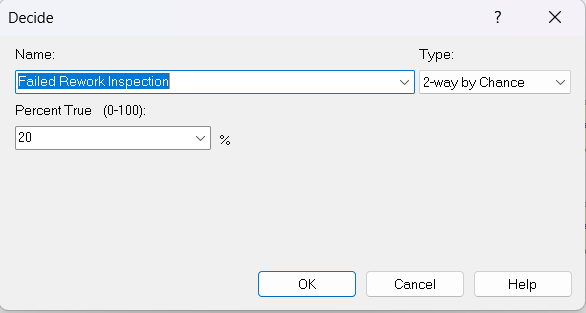 Decide ?
Name: Type:
Failed Rework Inspection 2-way by Chance
Percent True (0-100):
20 %
OK Cancel Help